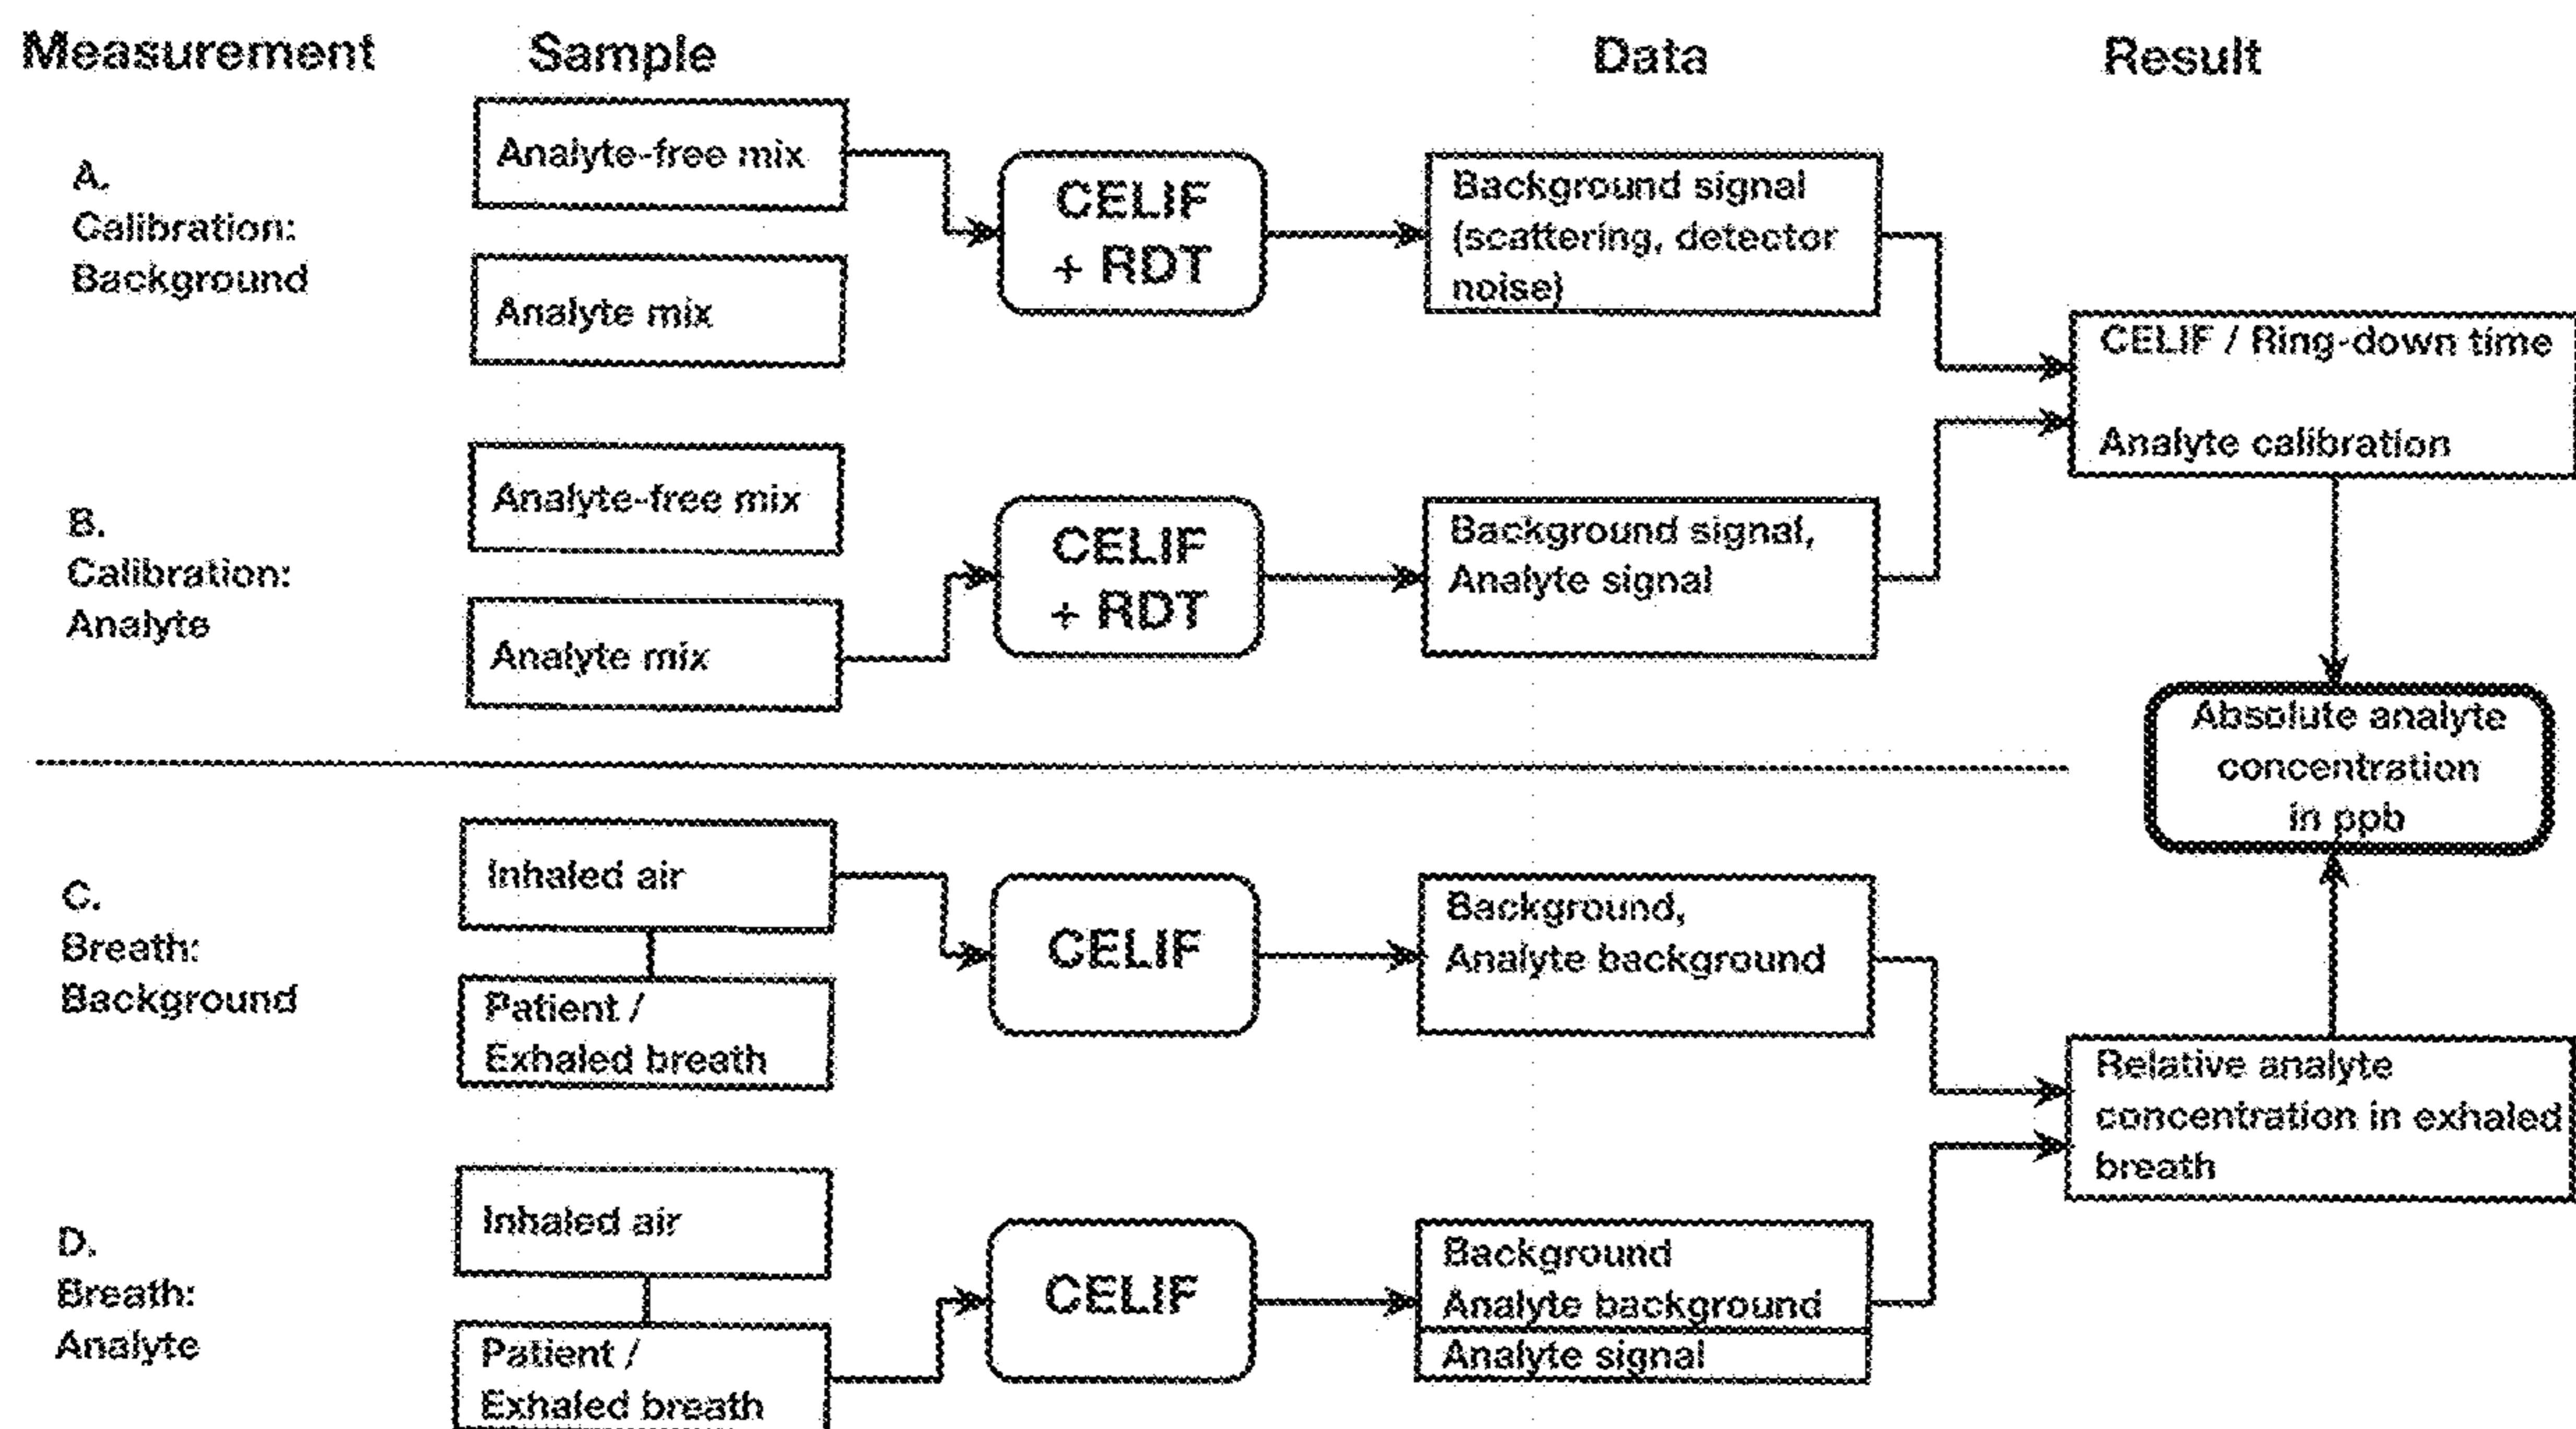 Measurement
Sample
Data
Result
A.
Calibration:
Background
Analyte-free mix
Analyte mix
CELIF
+ RDT
Background signal
(scattering, detector
noise)
CELIF / Ring-down time
Analyte calibration
B.
Calibration:
Analyte
Analyte-free mix
Analyte mix
CELIF
+ RDT
Background signal,
Analyte signal
Absolute analyte
concentration
in ppb
C.
Breath:
Background
Inhaled air
Patient /
Exhaled breath
CELIF
Background,
Analyte background
Relative analyte
concentration in exhaled
breath
D.
Breath:
Analyte
Inhaled air
Patient /
Exhaled breath
CELIF
Background
Analyte background
Analyte signal